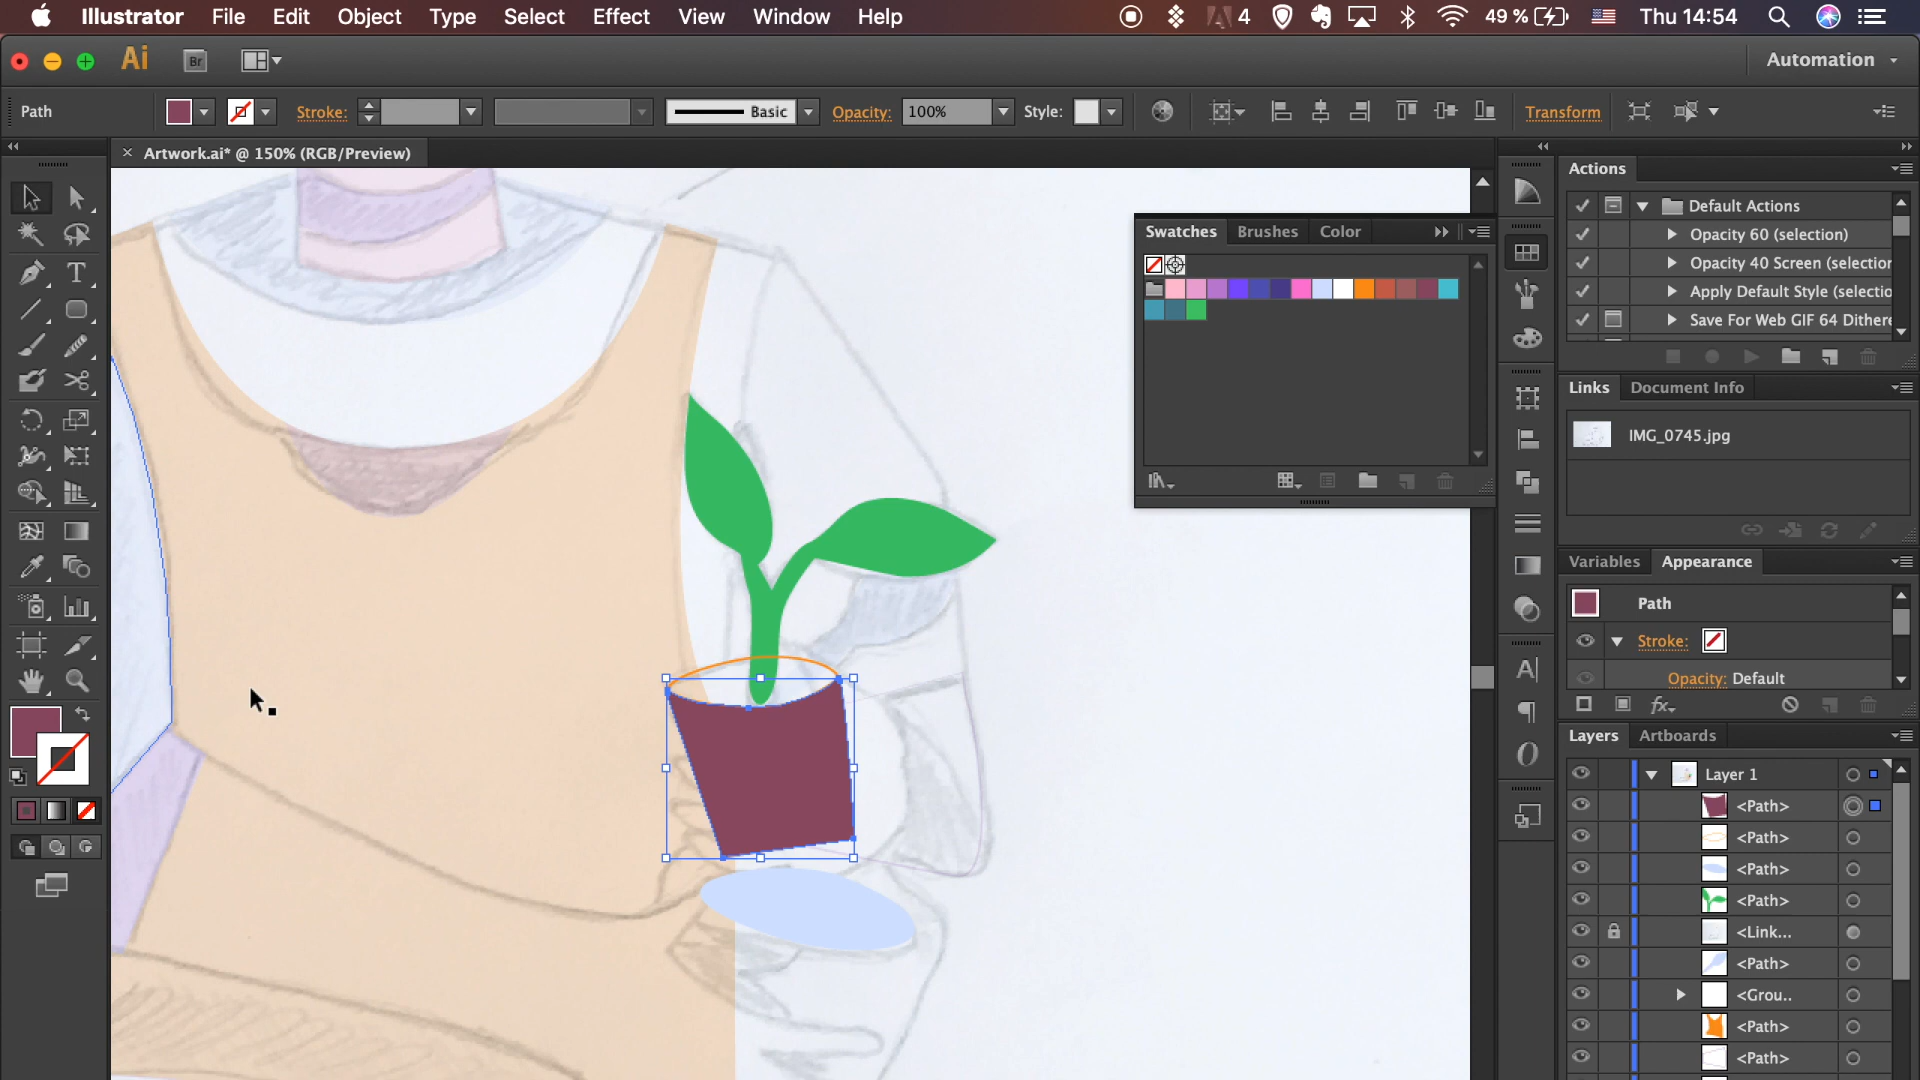 Illustrator File Edit Object Type Select Effect View Window Help 4 49 % Thu 14:54
Ai Br Automation
Path Stroke: Basic Opacity: 100% Style: Transform
Artwork.ai* @ 150% (RGB/Preview)
Swatches Brushes Color
Actions
Default Actions
Opacity 60 (selection)
Opacity 40 Screen (selection
Apply Default Style (selectio
Save For Web GIF 64 Dithere
Links Document Info
IMG_0745.jpg
Variables Appearance
Path
Stroke:
Opacity: Default
fx
Layers Artboards
Layer 1
<Path>
<Path>
<Path>
<Path>
<Link...
<Path>
<Grou..
<Path>
<Path>